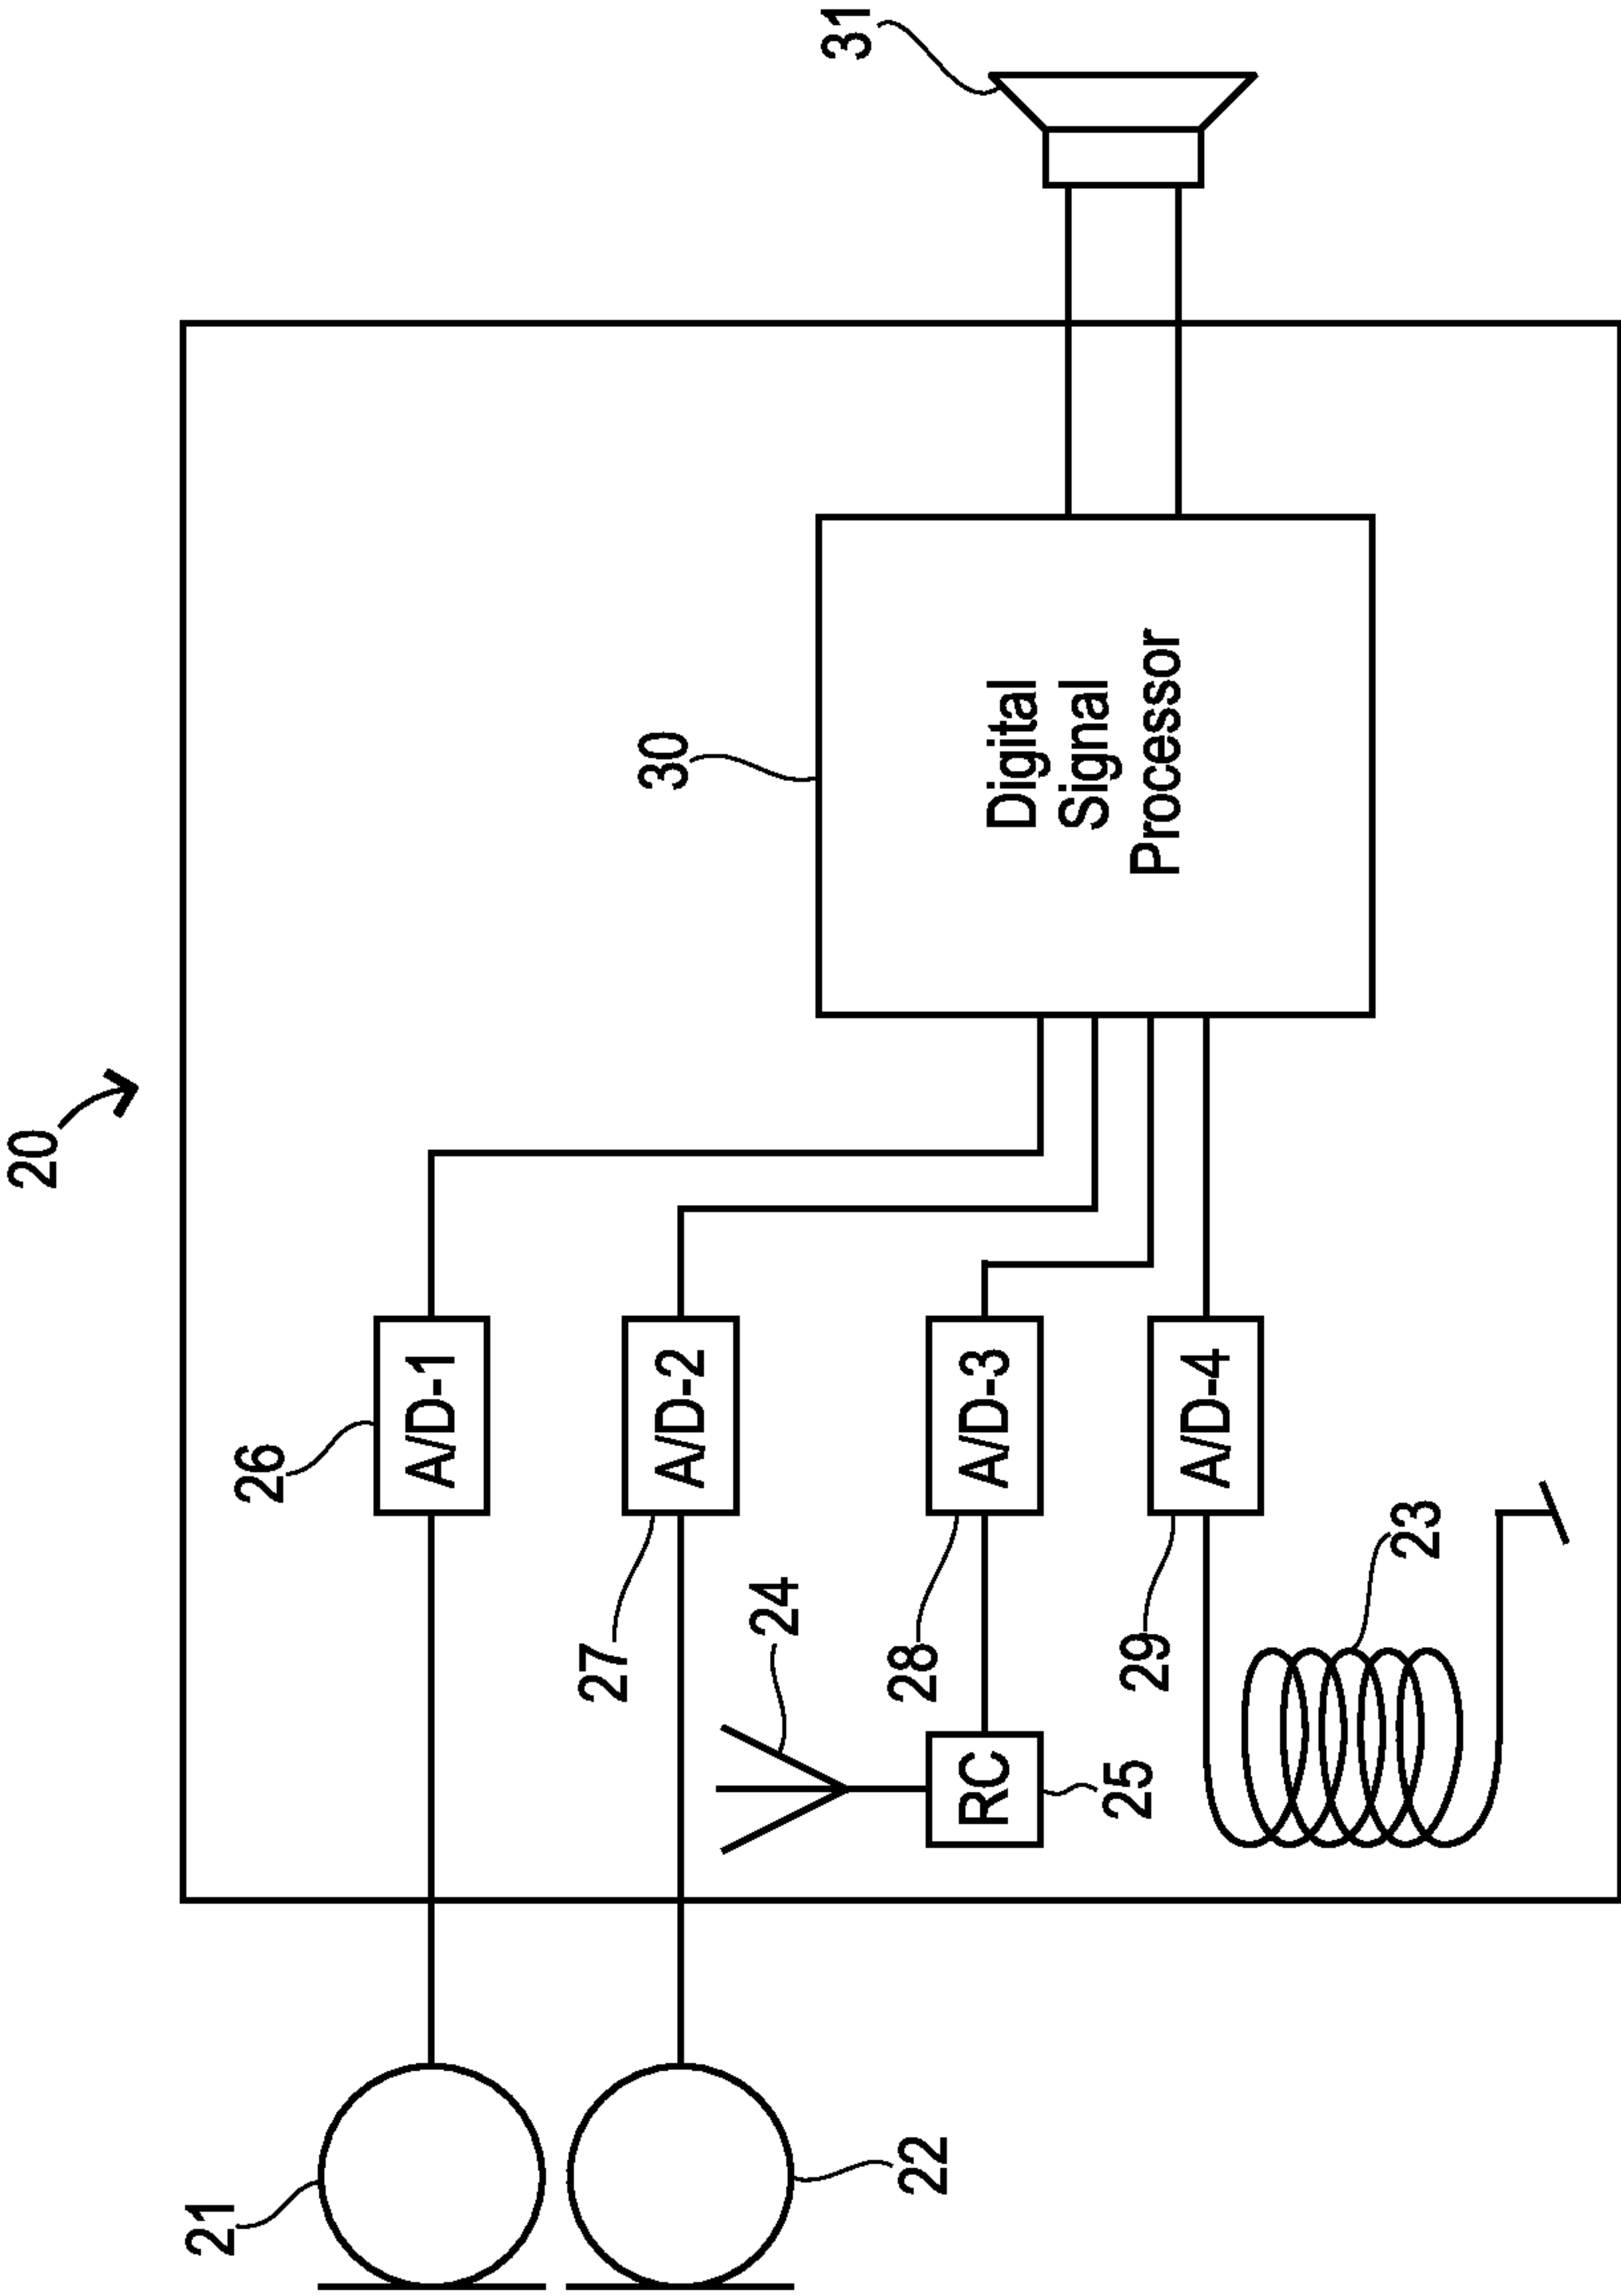 20
21
22
26
A/D-1
27
A/D-2
24
RC
25
28
A/D-3
29
A/D-4
23
30
Digital
Signal
Processor
31